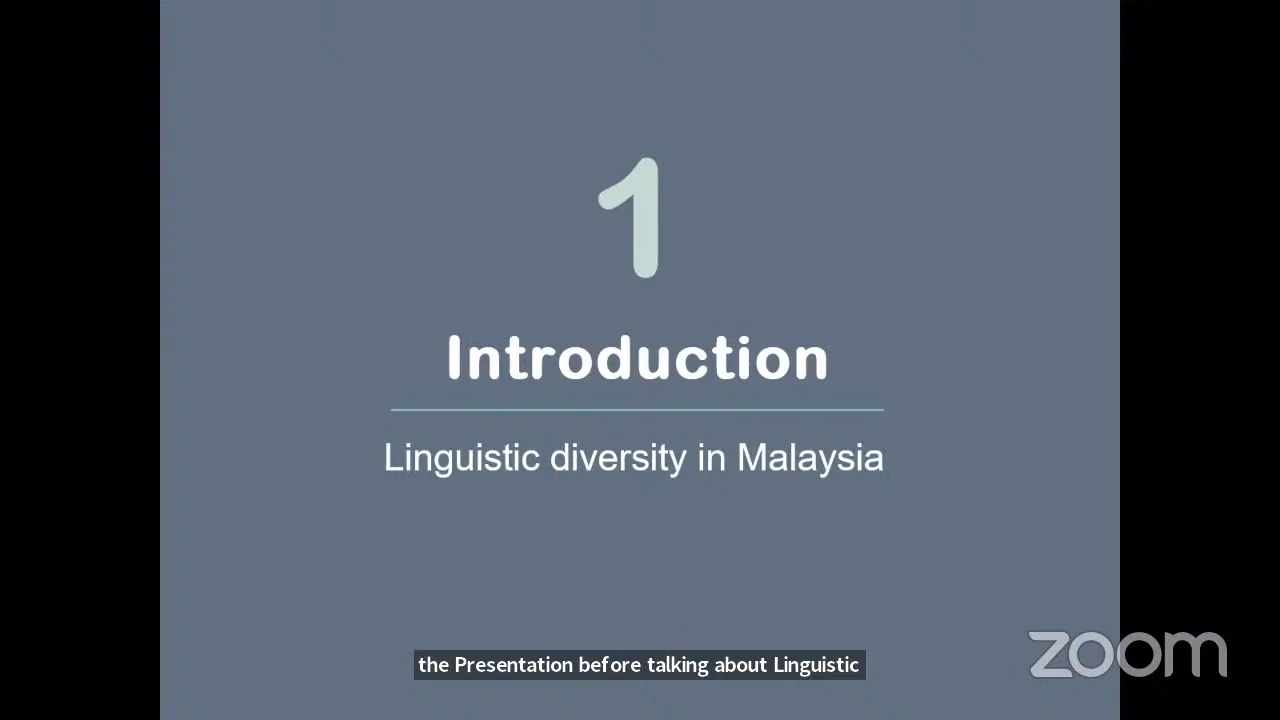 1
Introduction
Linguistic diversity in Malaysia
the Presentation before talking about Linguistic
zoom